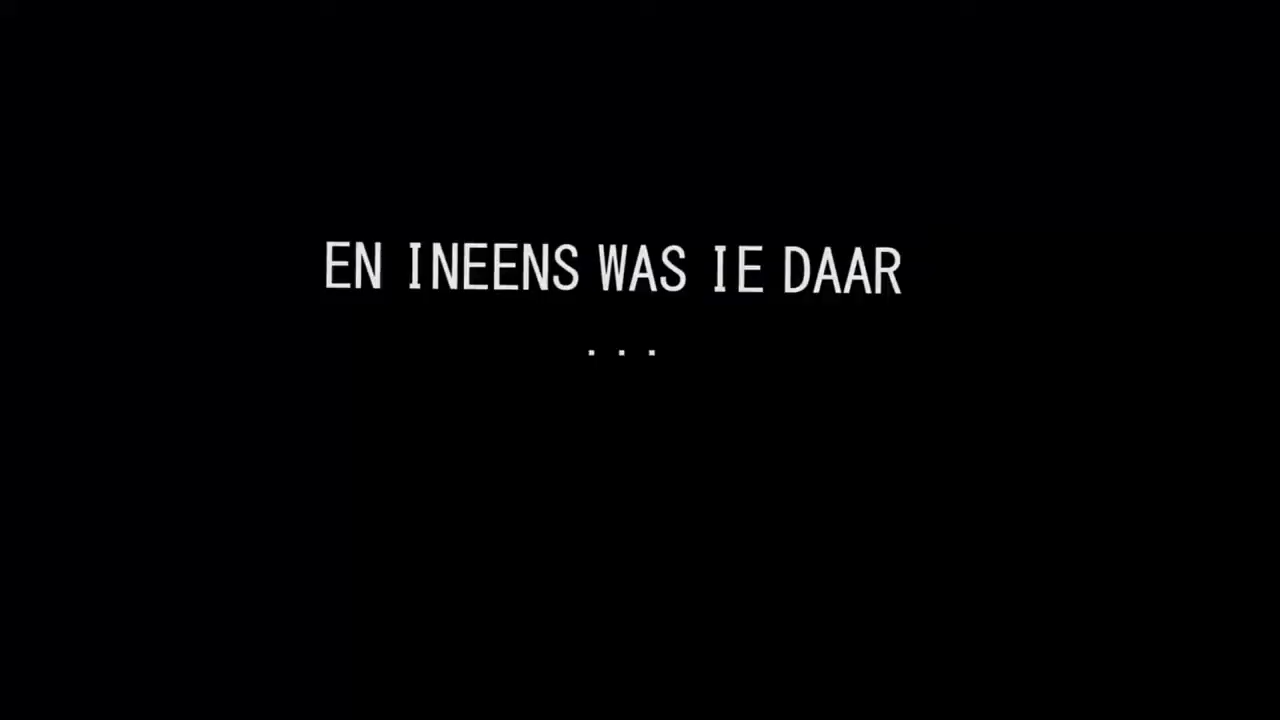 EN INEENS WAS IE DAAR
...